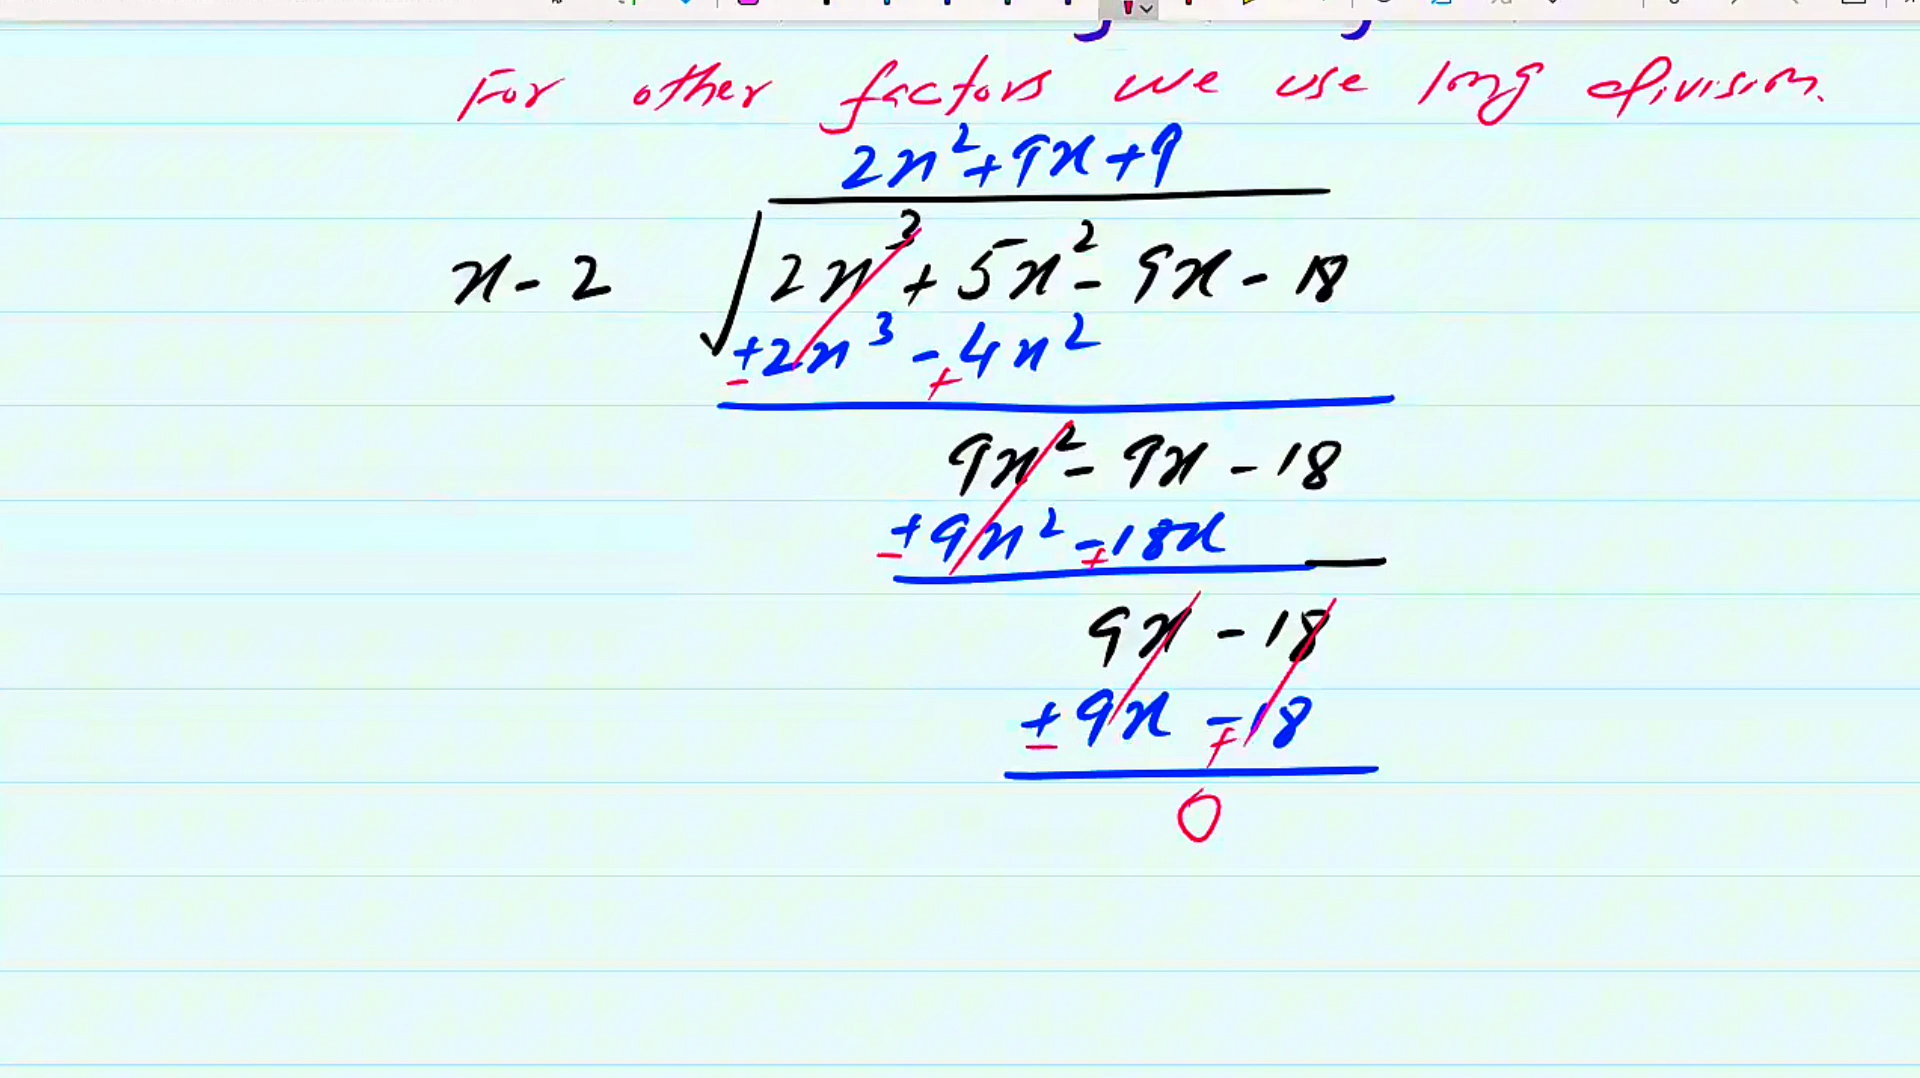 For other factors we use long division.
2x²+9x+9
x-2 √2x³+5x²-9x-18
±2x³-4x²
- +
9x²-9x-18
+9x²-18x
- +
9x-18
+9x-18
- +
0